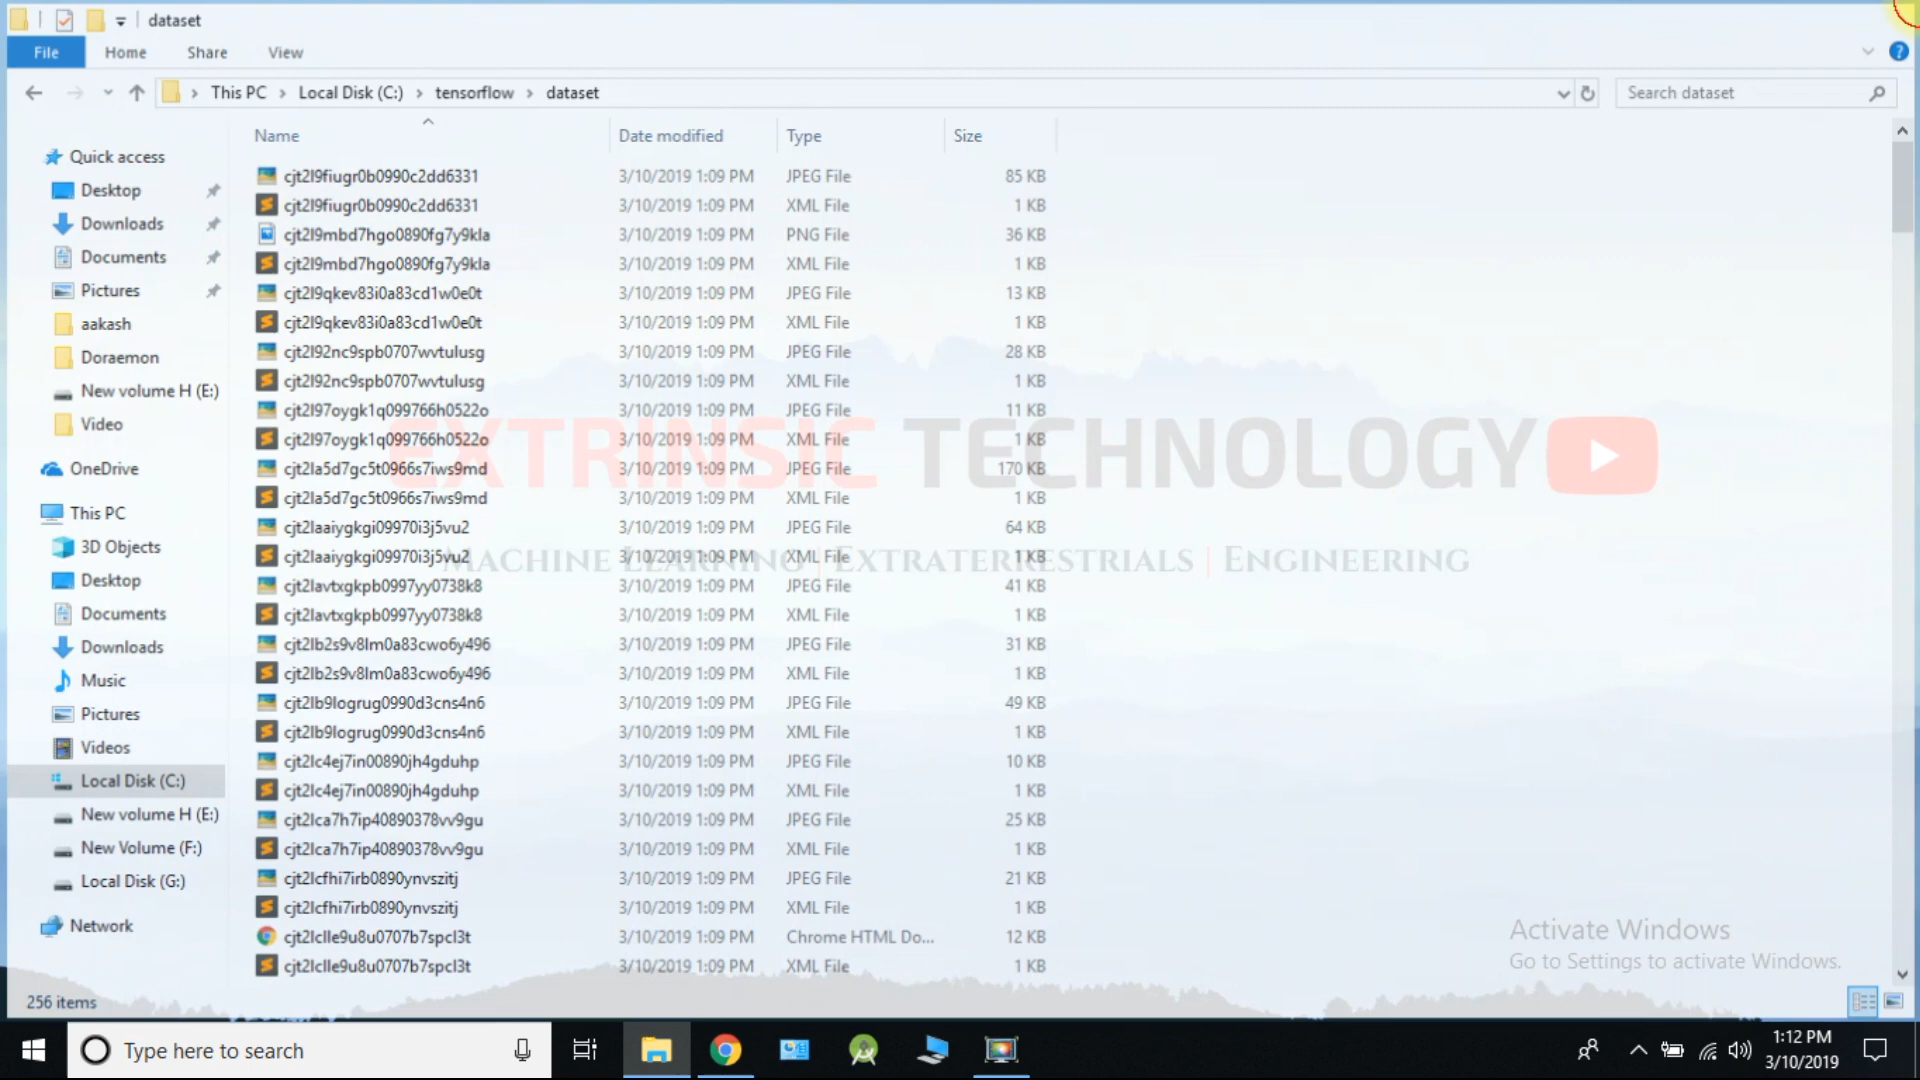 dataset
File Home Share View
This PC Local Disk (C:) tensorflow dataset Search dataset
Name Date modified Type Size
Quick access
Desktop
Downloads
Documents
Pictures
aakash
Doraemon
New volume H (E:)
Video
OneDrive
This PC
3D Objects
Desktop
Documents
Downloads
Music
Pictures
Videos
Local Disk (C:)
New volume H (E:)
New Volume (F:)
Local Disk (G:)
Network
cjt2l9fiugr0b0990c2dd6331 3/10/2019 1:09 PM JPEG File 85 KB
cjt2l9fiugr0b0990c2dd6331 3/10/2019 1:09 PM XML File 1 KB
cjt2l9mbd7hgo0890fg7y9kla 3/10/2019 1:09 PM PNG File 36 KB
cjt2l9mbd7hgo0890fg7y9kla 3/10/2019 1:09 PM XML File 1 KB
cjt2l9qkev83i0a83cd1w0e0t 3/10/2019 1:09 PM JPEG File 13 KB
cjt2l9qkev83i0a83cd1w0e0t 3/10/2019 1:09 PM XML File 1 KB
cjt2l92nc9spb0707wvtulusg 3/10/2019 1:09 PM JPEG File 28 KB
cjt2l92nc9spb0707wvtulusg 3/10/2019 1:09 PM XML File 1 KB
cjt2l97oygk1q099766h0522o 3/10/2019 1:09 PM JPEG File 11 KB
cjt2l97oygk1q099766h0522o 3/10/2019 1:09 PM XML File 1 KB
cjt2la5d7gc5t0966s7iws9md 3/10/2019 1:09 PM JPEG File 170 KB
cjt2la5d7gc5t0966s7iws9md 3/10/2019 1:09 PM XML File 1 KB
cjt2laaiygkgi09970i3j5vu2 3/10/2019 1:09 PM JPEG File 64 KB
cjt2laaiygkgi09970i3j5vu2 3/10/2019 1:09 PM XML File 1 KB
cjt2lavtxgkpb0997yy0738k8 3/10/2019 1:09 PM JPEG File 41 KB
cjt2lavtxgkpb0997yy0738k8 3/10/2019 1:09 PM XML File 1 KB
cjt2lb2s9v8lm0a83cwo6y496 3/10/2019 1:09 PM JPEG File 31 KB
cjt2lb2s9v8lm0a83cwo6y496 3/10/2019 1:09 PM XML File 1 KB
cjt2lb9logrug0990d3cns4n6 3/10/2019 1:09 PM JPEG File 49 KB
cjt2lb9logrug0990d3cns4n6 3/10/2019 1:09 PM XML File 1 KB
cjt2lc4ej7in00890jh4gduhp 3/10/2019 1:09 PM JPEG File 10 KB
cjt2lc4ej7in00890jh4gduhp 3/10/2019 1:09 PM XML File 1 KB
cjt2lca7h7ip40890378vv9gu 3/10/2019 1:09 PM JPEG File 25 KB
cjt2lca7h7ip40890378vv9gu 3/10/2019 1:09 PM XML File 1 KB
cjt2lcfhi7irb0890ynvszitj 3/10/2019 1:09 PM JPEG File 21 KB
cjt2lcfhi7irb0890ynvszitj 3/10/2019 1:09 PM XML File 1 KB
cjt2lclle9u8u0707b7spcl3t 3/10/2019 1:09 PM Chrome HTML Do... 12 KB
cjt2lclle9u8u0707b7spcl3t 3/10/2019 1:09 PM XML File 1 KB
EXTRINSIC TECHNOLOGY
Machine Learning | Extraterrestrials | Engineering
Activate Windows
Go to Settings to activate Windows.
256 items
Type here to search
1:12 PM
3/10/2019